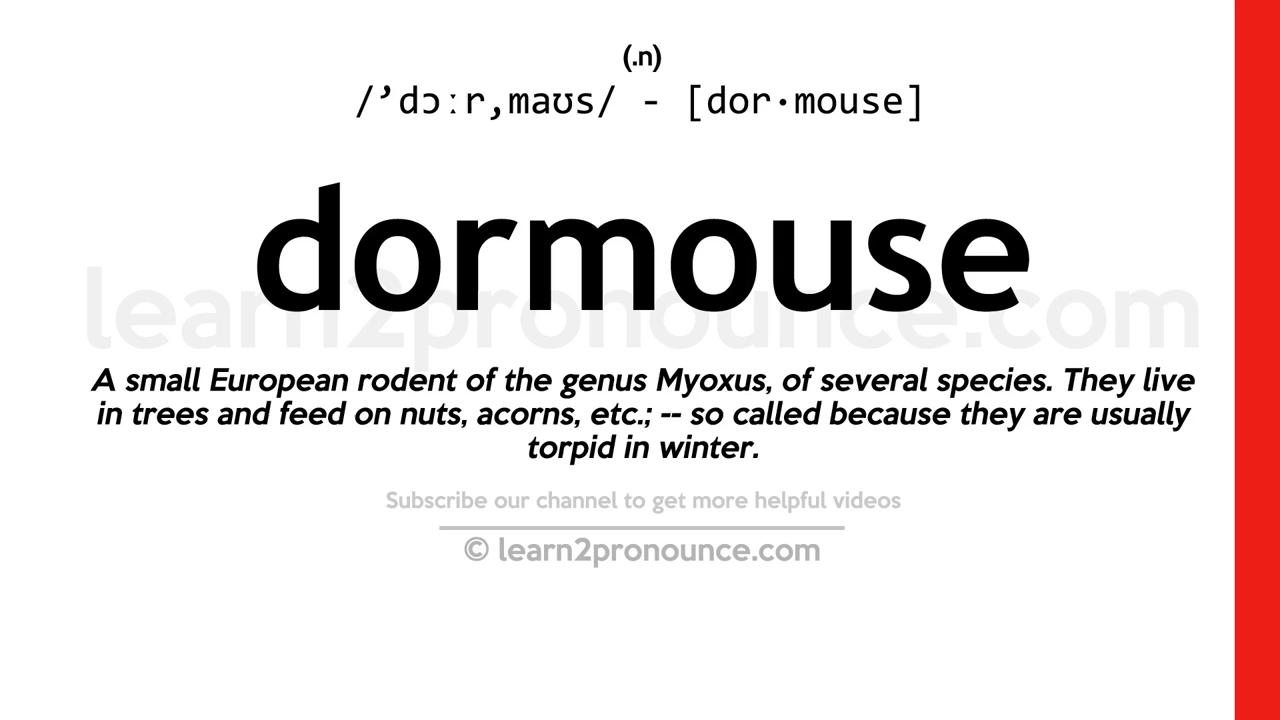 (.n)
/’dɔːr,maʊs/ - [dor·mouse]
dormouse
learn2pronounce.com
A small European rodent of the genus Myoxus, of several species. They live
in trees and feed on nuts, acorns, etc.; -- so called because they are usually
torpid in winter.
Subscribe our channel to get more helpful videos
© learn2pronounce.com